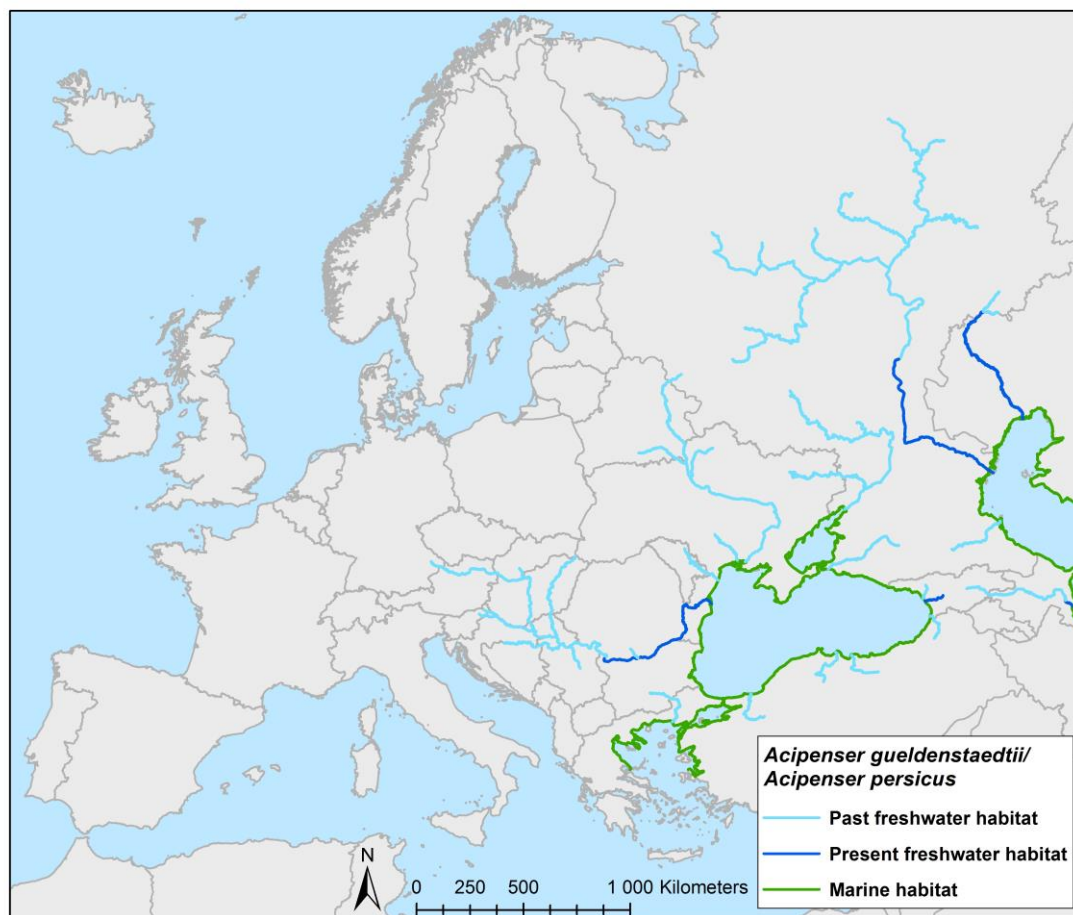 Acipenser gueldenstaedtii/
Acipenser persicus
Past freshwater habitat
Present freshwater habitat
Marine habitat
N
0 250 500 1 000 Kilometers